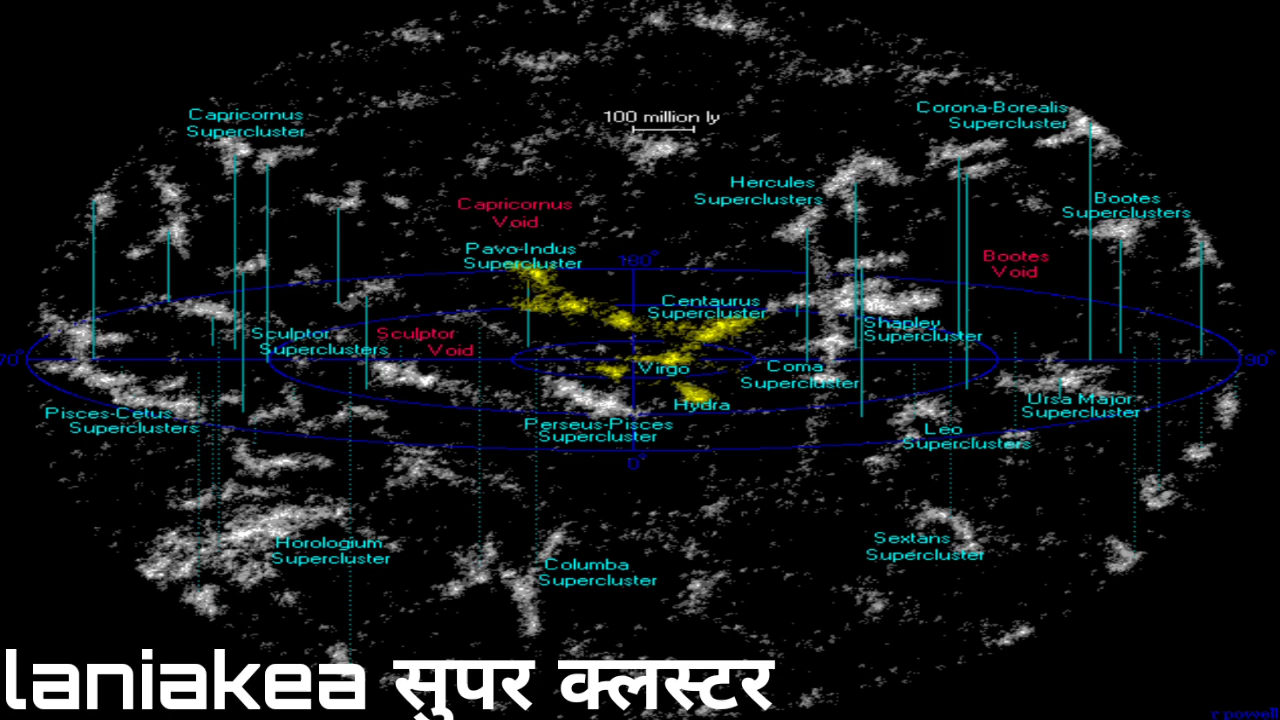 Capricornus
Supercluster
Corona-Borealis
Supercluster
100 million ly
Hercules
Superclusters
Bootes
Superclusters
Capricornus
Void
Pavo-Indus
Supercluster
180°
Bootes
Void
Centaurus
Supercluster
Sculptor
Superclusters
Sculptor
Void
Shapley
Supercluster
70°
90°
Virgo
Coma
Supercluster
Hydra
Ursa Major
Supercluster
Pisces-Cetus
Superclusters
Perseus-Pisces
Supercluster
Leo
Superclusters
0°
Horologium
Supercluster
Columba
Supercluster
Sextans
Supercluster
laniakea सुपर क्लस्टर
r powell